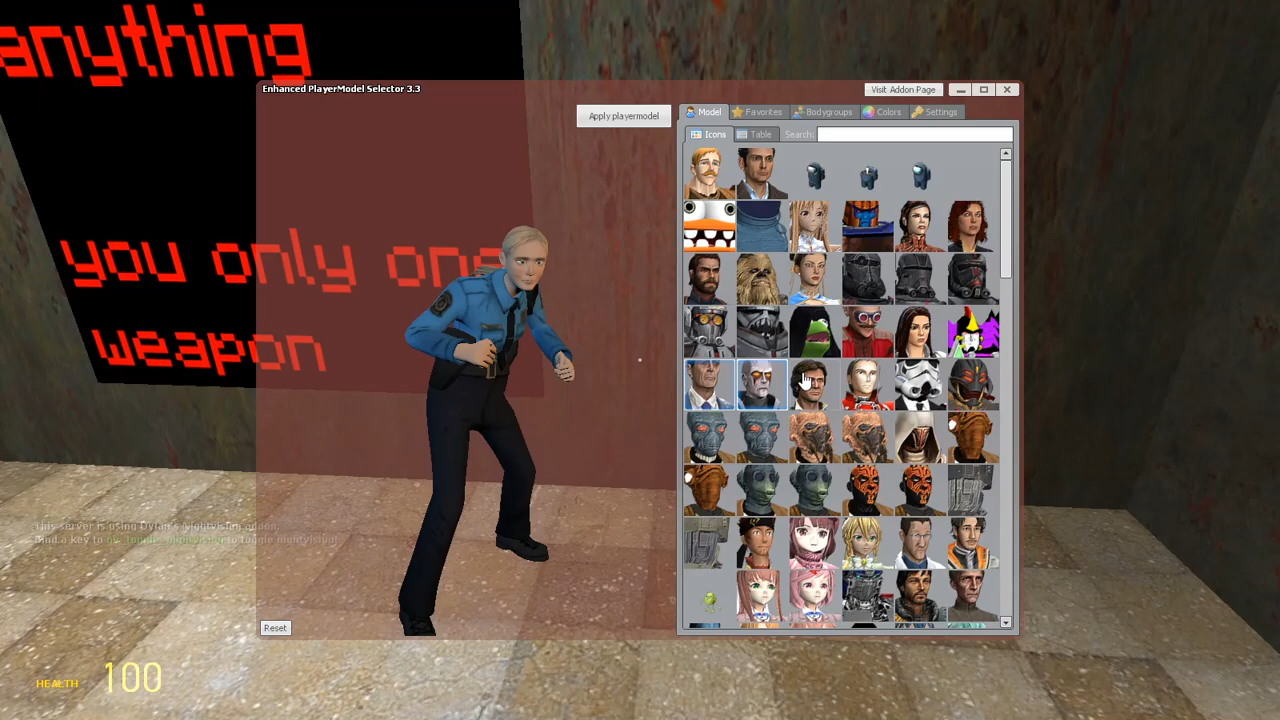 anything
you only one
weapon
Enhanced PlayerModel Selector 3.3
Visit Addon Page
Apply playermodel
Model
Favorites
Bodygroups
Colors
Settings
Icons
Table
Search:
This server is using Dylan's Nightvision addon.
Bind a key to nv_toggle_nightvision to toggle nightvision!
Reset
HEALTH 100